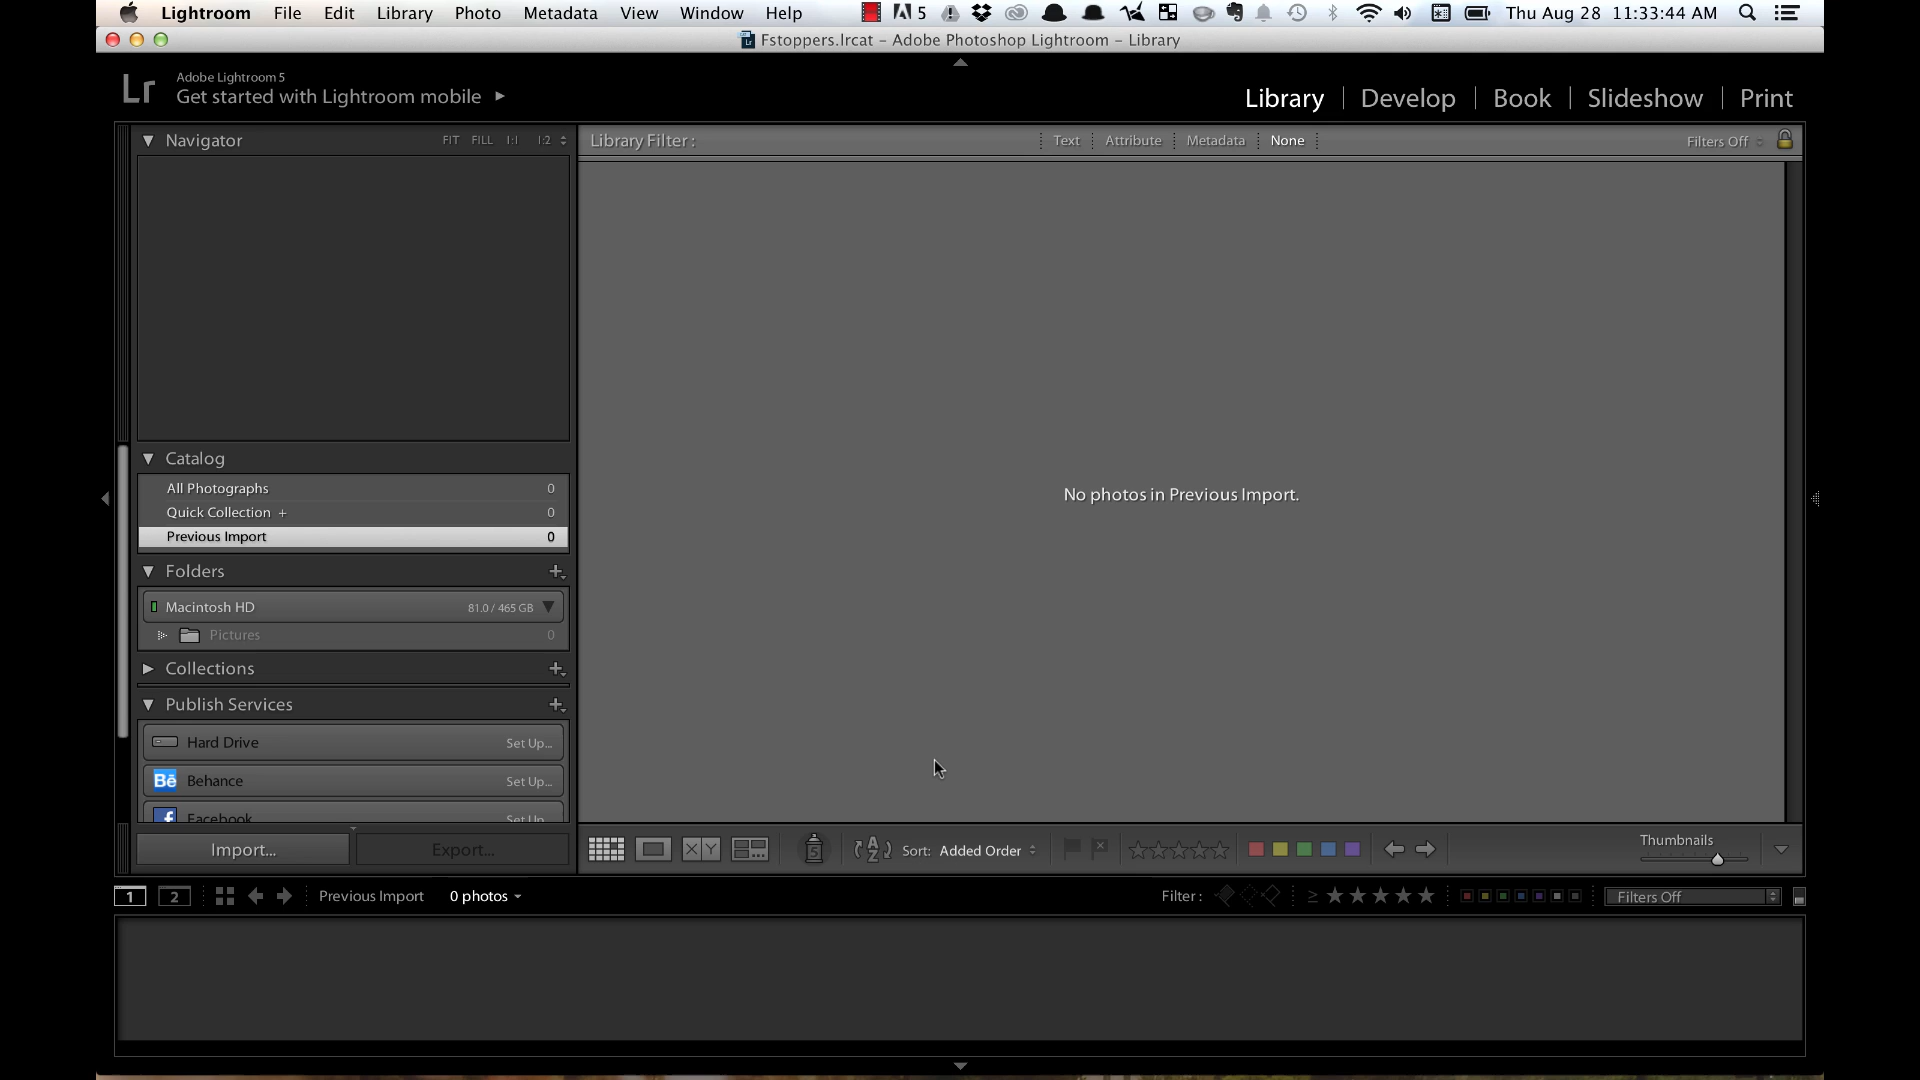 Lightroom File Edit Library Photo Metadata View Window Help 5 Thu Aug 28 11:33:44 AM
Fstoppers.lrcat – Adobe Photoshop Lightroom – Library
Lr
Adobe Lightroom 5
Get started with Lightroom mobile
Library Develop Book Slideshow Print
Navigator FIT FILL 1:1 1:2
Library Filter : Text Attribute Metadata None Filters Off
Catalog
All Photographs 0
Quick Collection + 0
Previous Import 0
No photos in Previous Import.
Folders
Macintosh HD 81.0 / 465 GB
Pictures 0
Collections
Publish Services
Hard Drive Set Up...
Bē Behance Set Up...
f Facebook Set Up...
Import... Export...
X Y 5 A Z Sort: Added Order Thumbnails
1 2 Previous Import 0 photos Filter : ≥ Filters Off